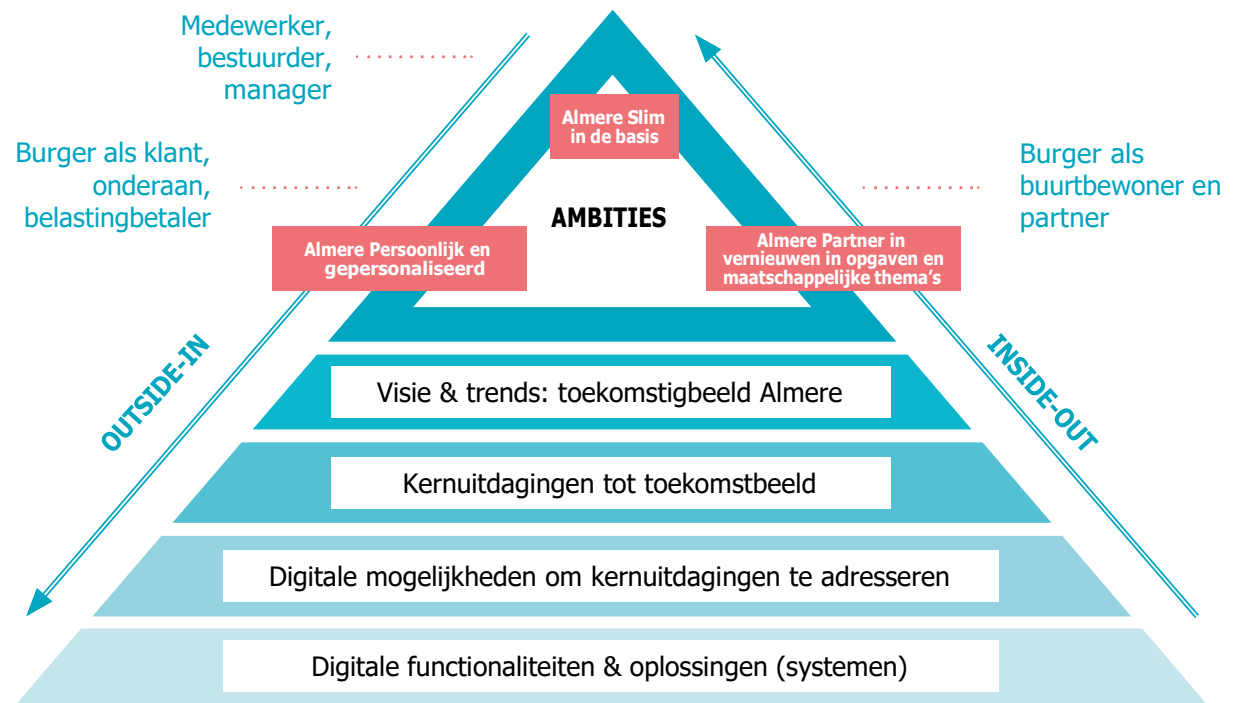 Medewerker,
bestuurder,
manager
Almere Slim
in de basis
Burger als klant,
onderaan,
belastingbetaler
Burger als
buurtbewoner en
partner
AMBITIES
Almere Persoonlijk en
gepersonaliseerd
Almere Partner in
vernieuwen in opgaven en
maatschappelijke thema’s
OUTSIDE-IN
INSIDE-OUT
Visie & trends: toekomstigbeeld Almere
Kernuitdagingen tot toekomstbeeld
Digitale mogelijkheden om kernuitdagingen te adresseren
Digitale functionaliteiten & oplossingen (systemen)